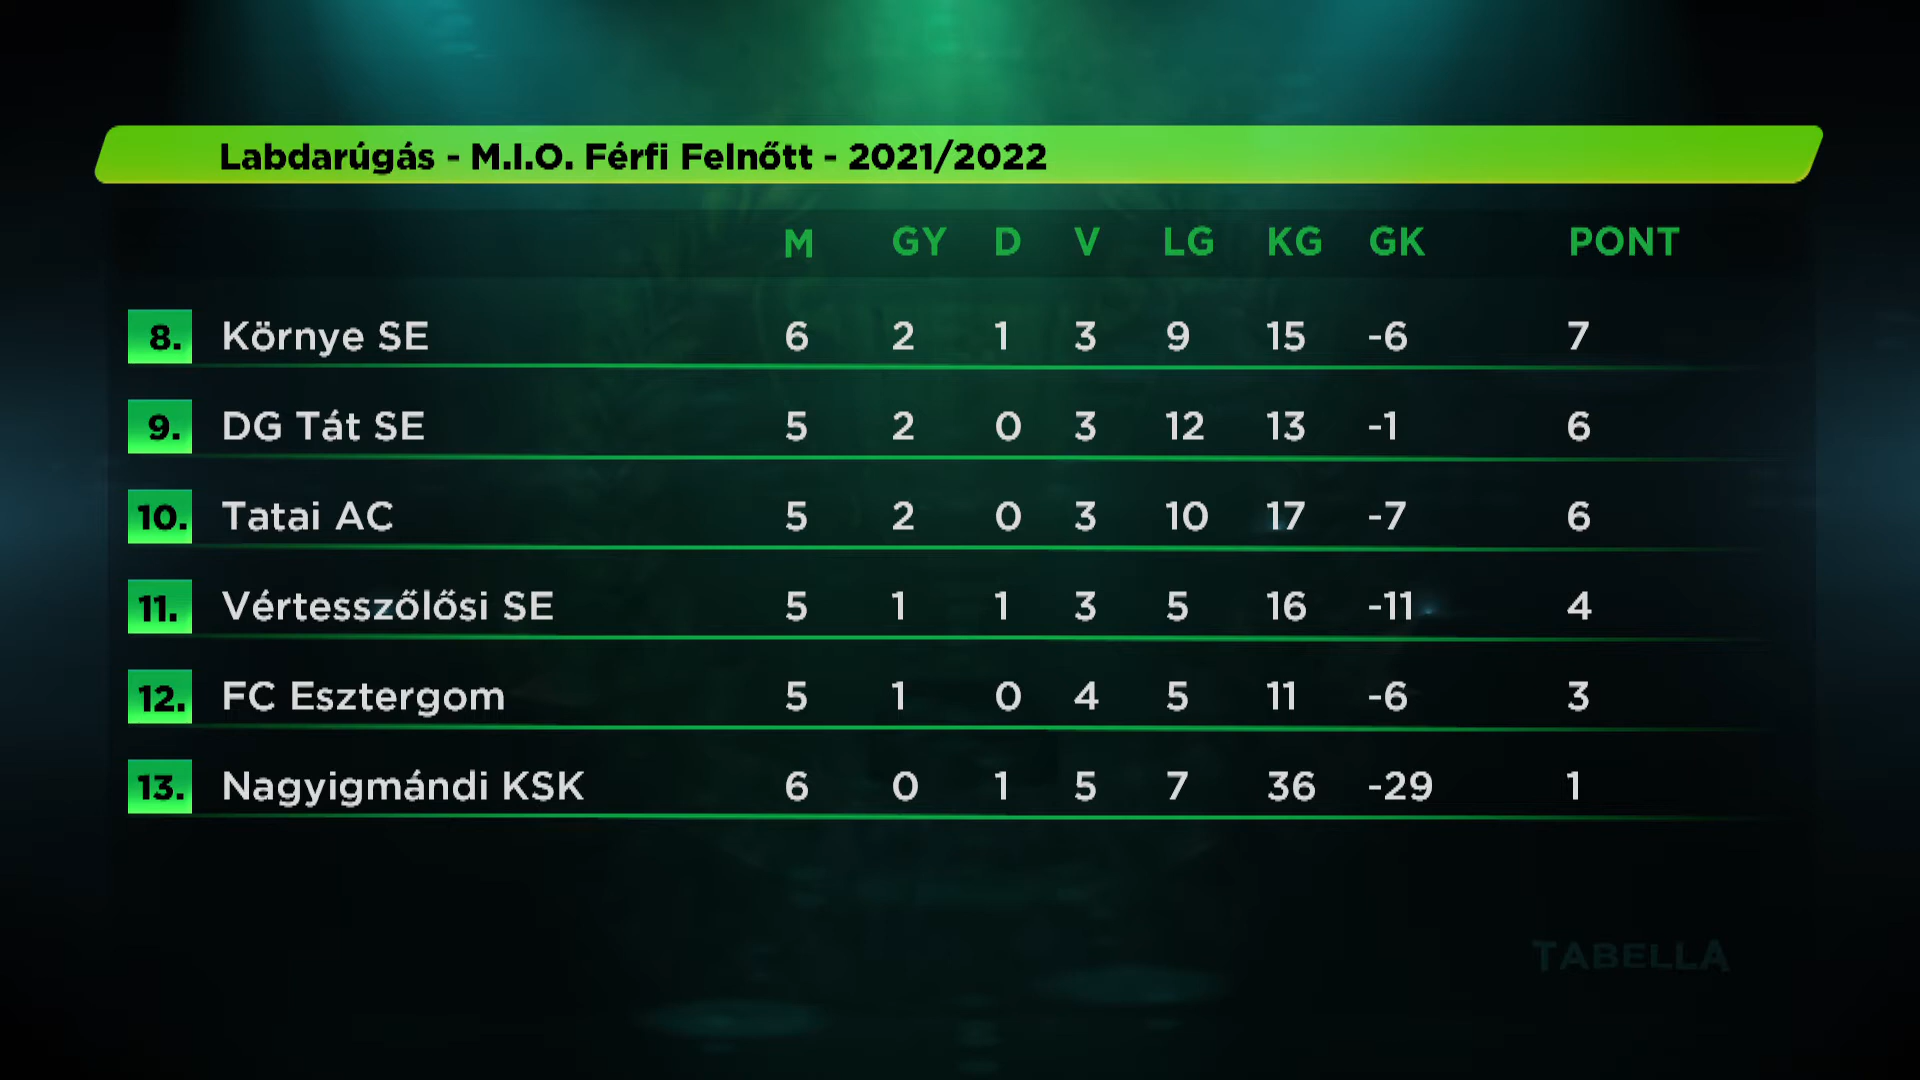 Labdarúgás - M.I.O. Férfi Felnőtt - 2021/2022
M GY D V LG KG GK PONT
8. Környe SE 6 2 1 3 9 15 -6 7
9. DG Tát SE 5 2 0 3 12 13 -1 6
10. Tatai AC 5 2 0 3 10 17 -7 6
11. Vértesszőlősi SE 5 1 1 3 5 16 -11 4
12. FC Esztergom 5 1 0 4 5 11 -6 3
13. Nagyigmándi KSK 6 0 1 5 7 36 -29 1
TABELLA